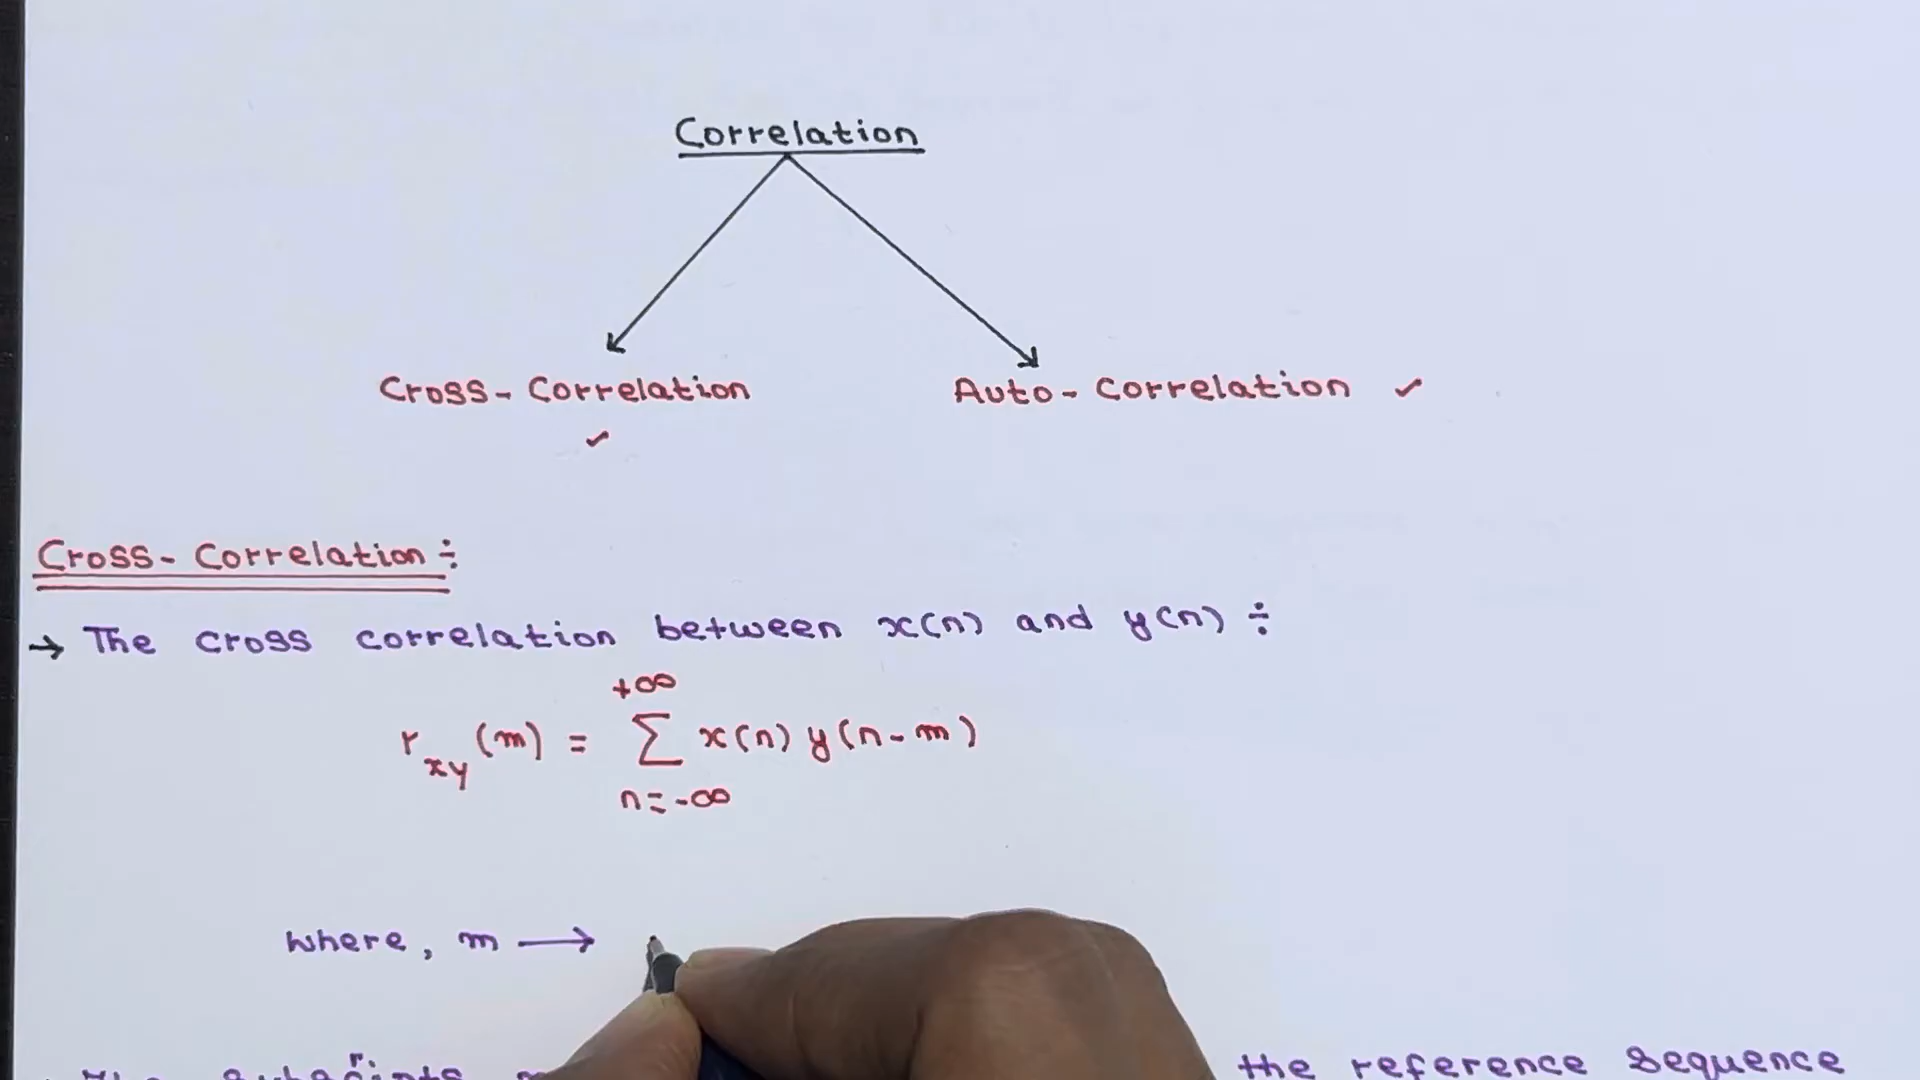 Correlation
Cross-Correlation
Auto-Correlation ✓
✓
Cross-Correlation ÷
→ The cross correlation between x(n) and y(n) ÷
+∞
r_xy (m) = ∑ x(n) y(n-m)
n=-∞
where, m →
the reference sequence